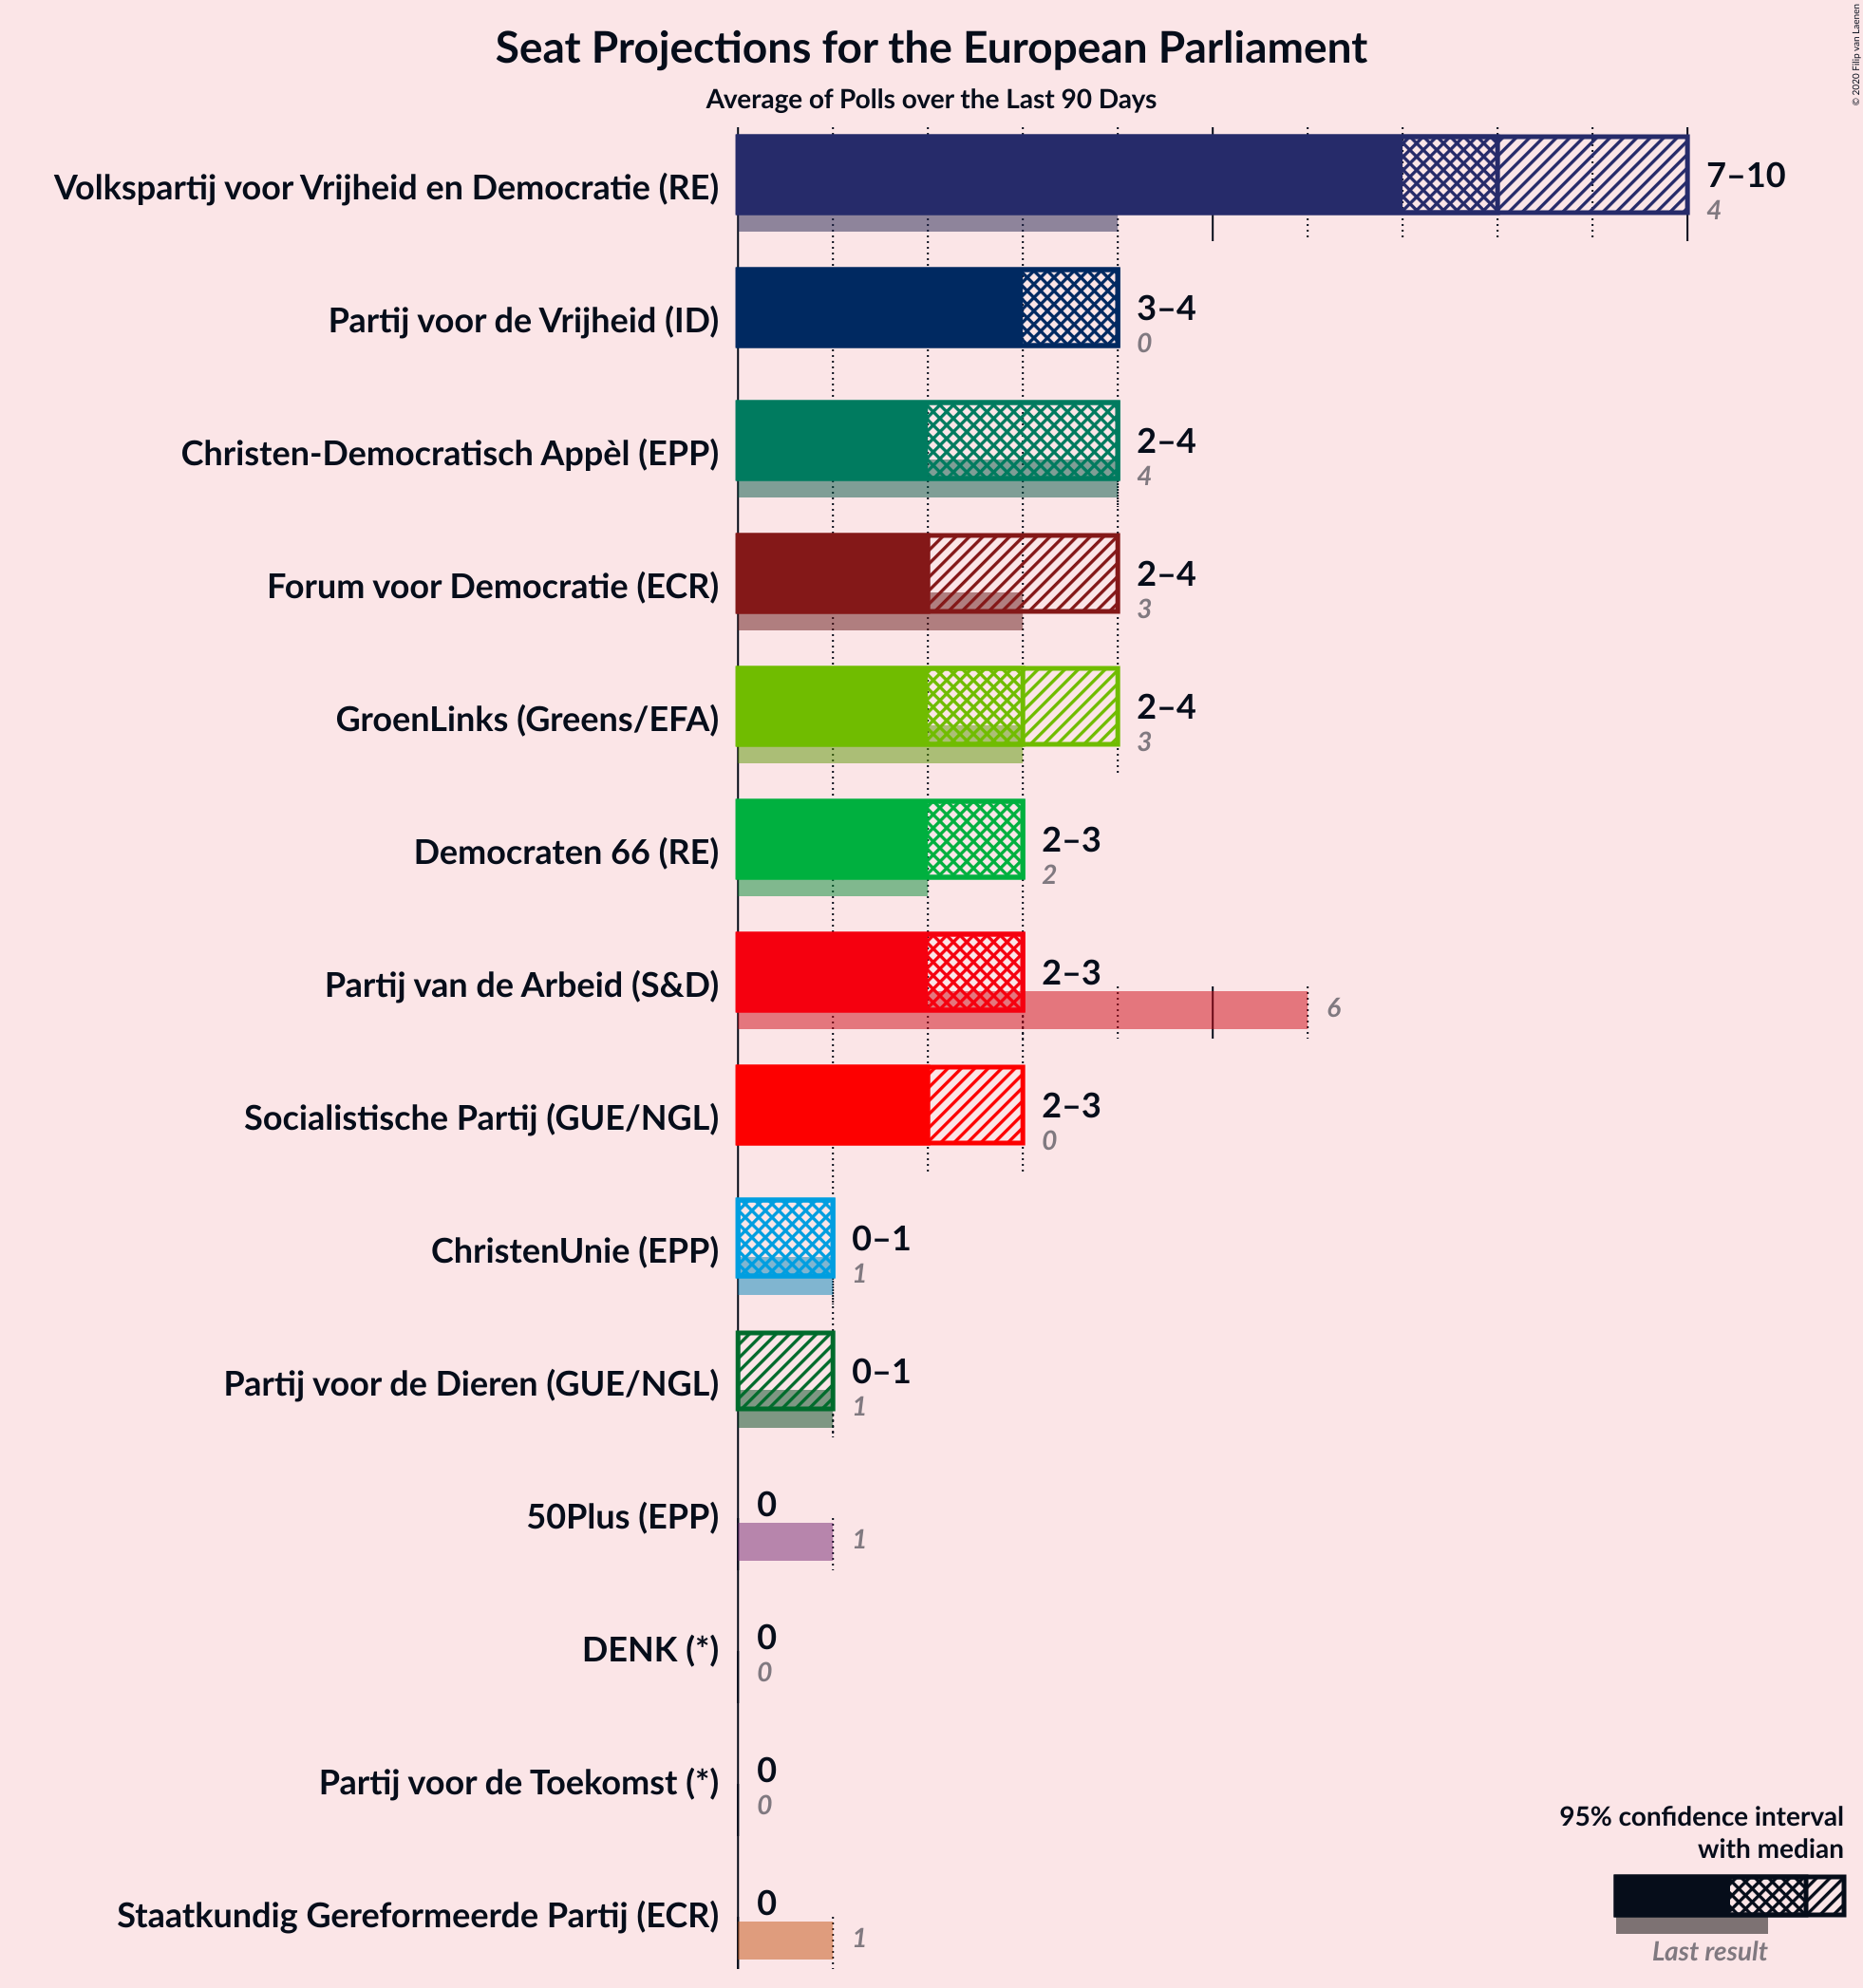 Seat Projections for the European Parliament
Average of Polls over the Last 90 Days
© 2020 Filip van Laenen
Volkspartij voor Vrijheid en Democratie (RE)
7–10
4
Partij voor de Vrijheid (ID)
3–4
0
Christen-Democratisch Appèl (EPP)
2–4
4
Forum voor Democratie (ECR)
2–4
3
GroenLinks (Greens/EFA)
2–4
3
Democraten 66 (RE)
2–3
2
Partij van de Arbeid (S&D)
2–3
6
Socialistische Partij (GUE/NGL)
2–3
0
ChristenUnie (EPP)
0–1
1
Partij voor de Dieren (GUE/NGL)
0–1
1
50Plus (EPP)
0
1
DENK (*)
0
0
Partij voor de Toekomst (*)
0
0
Staatkundig Gereformeerde Partij (ECR)
0
1
95% confidence interval
with median
Last result